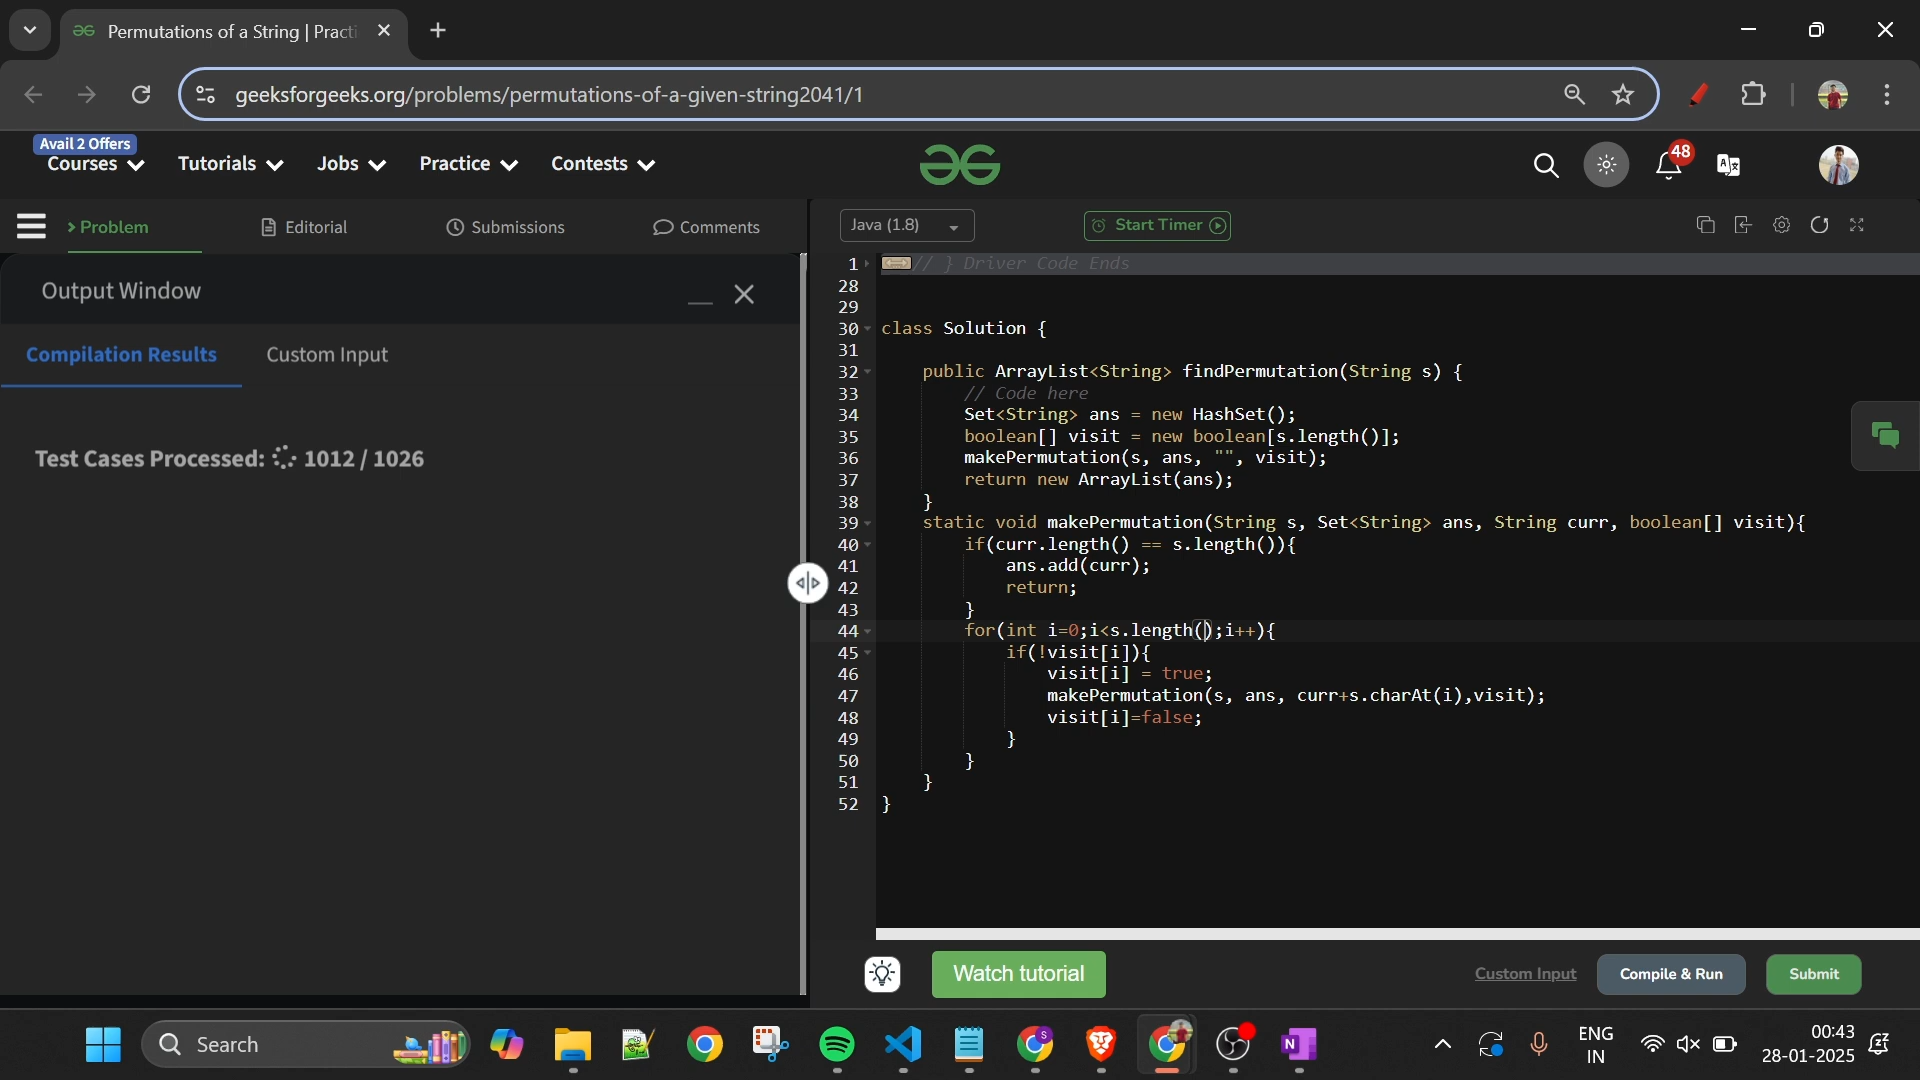 Permutations of a String | Practi
geeksforgeeks.org/problems/permutations-of-a-given-string2041/1
Avail 2 Offers
Courses Tutorials Jobs Practice Contests
48
Problem Editorial Submissions Comments
Java (1.8) Start Timer
Output Window
Compilation Results Custom Input
Test Cases Processed: 1012 / 1026
1 // } Driver Code Ends
28
29
30 class Solution {
31
32 public ArrayList<String> findPermutation(String s) {
33 // Code here
34 Set<String> ans = new HashSet();
35 boolean[] visit = new boolean[s.length()];
36 makePermutation(s, ans, "", visit);
37 return new ArrayList(ans);
38 }
39 static void makePermutation(String s, Set<String> ans, String curr, boolean[] visit){
40 if(curr.length() == s.length()){
41 ans.add(curr);
42 return;
43 }
44 for(int i=0;i<s.length();i++){
45 if(!visit[i]){
46 visit[i] = true;
47 makePermutation(s, ans, curr+s.charAt(i),visit);
48 visit[i]=false;
49 }
50 }
51 }
52 }
Watch tutorial
Custom Input Compile & Run Submit
Search
ENG
IN
00:43
28-01-2025